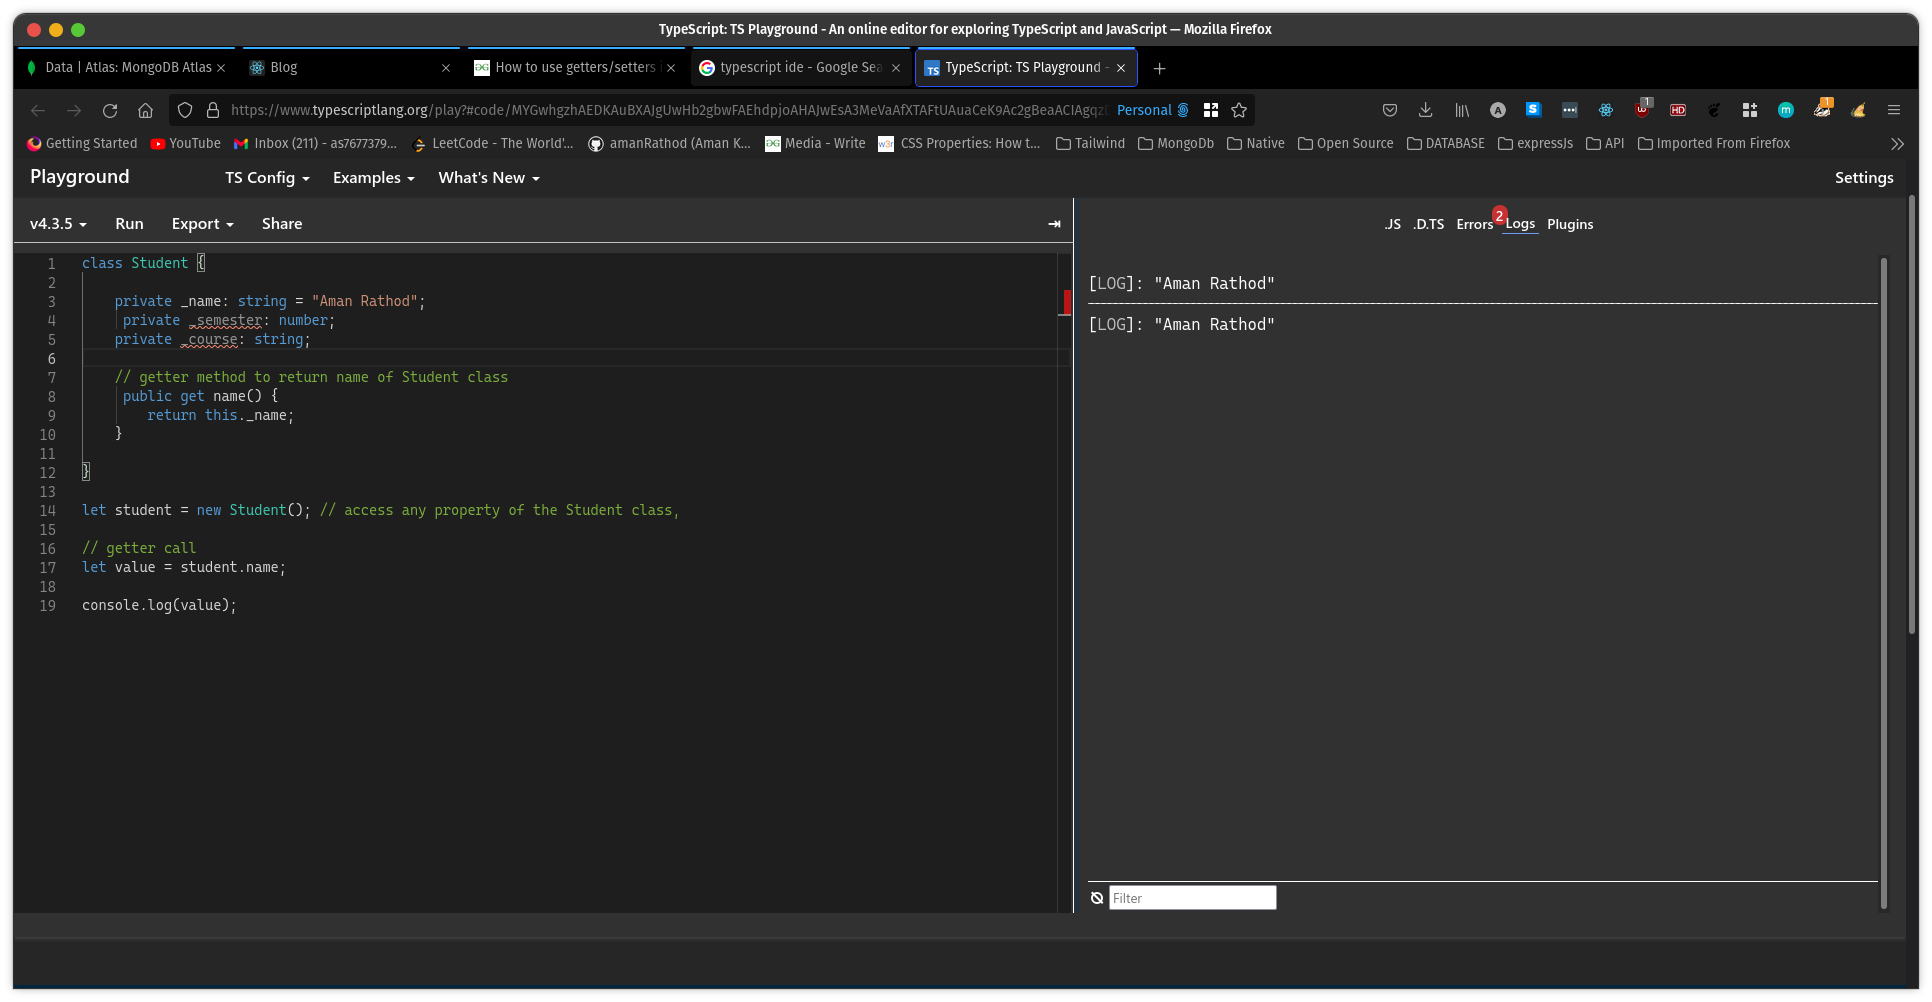 TypeScript: TS Playground - An online editor for exploring TypeScript and JavaScript — Mozilla Firefox
Data | Atlas: MongoDB Atlas
Blog
How to use getters/setters i
typescript ide - Google Sea
TypeScript: TS Playground -
https://www.typescriptlang.org/play?#code/MYGwhgzhAEDKAuBXAJgUwHb2gbwFAEhdpjoAHAJwEsA3MeVaAfXTAFtUAuaCeK9Ac2gBeaACIAgqzD
Personal
1
HD
m
1
Getting Started
YouTube
Inbox (211) - as7677379...
LeetCode - The World'...
amanRathod (Aman K...
Media - Write
CSS Properties: How t...
Tailwind
MongoDb
Native
Open Source
DATABASE
expressJs
API
Imported From Firefox
Playground
TS Config
Examples
What's New
Settings
v4.3.5
Run
Export
Share
.JS
.D.TS
Errors
2
Logs
Plugins
1 class Student {
2
3 private _name: string = "Aman Rathod";
4 private _semester: number;
5 private _course: string;
6
7 // getter method to return name of Student class
8 public get name() {
9 return this._name;
10 }
11
12 }
13
14 let student = new Student(); // access any property of the Student class,
15
16 // getter call
17 let value = student.name;
18
19 console.log(value);
[LOG]: "Aman Rathod"
[LOG]: "Aman Rathod"
Filter